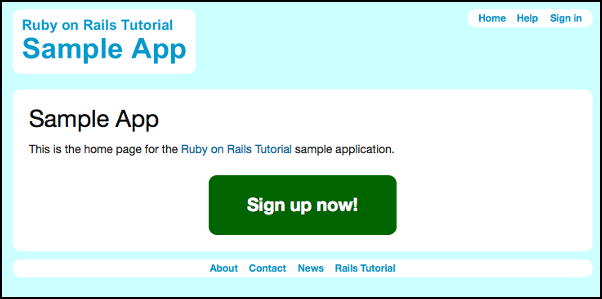 Ruby on Rails Tutorial
Sample App
Home Help Sign in
Sample App
This is the home page for the Ruby on Rails Tutorial sample application.
Sign up now!
About Contact News Rails Tutorial